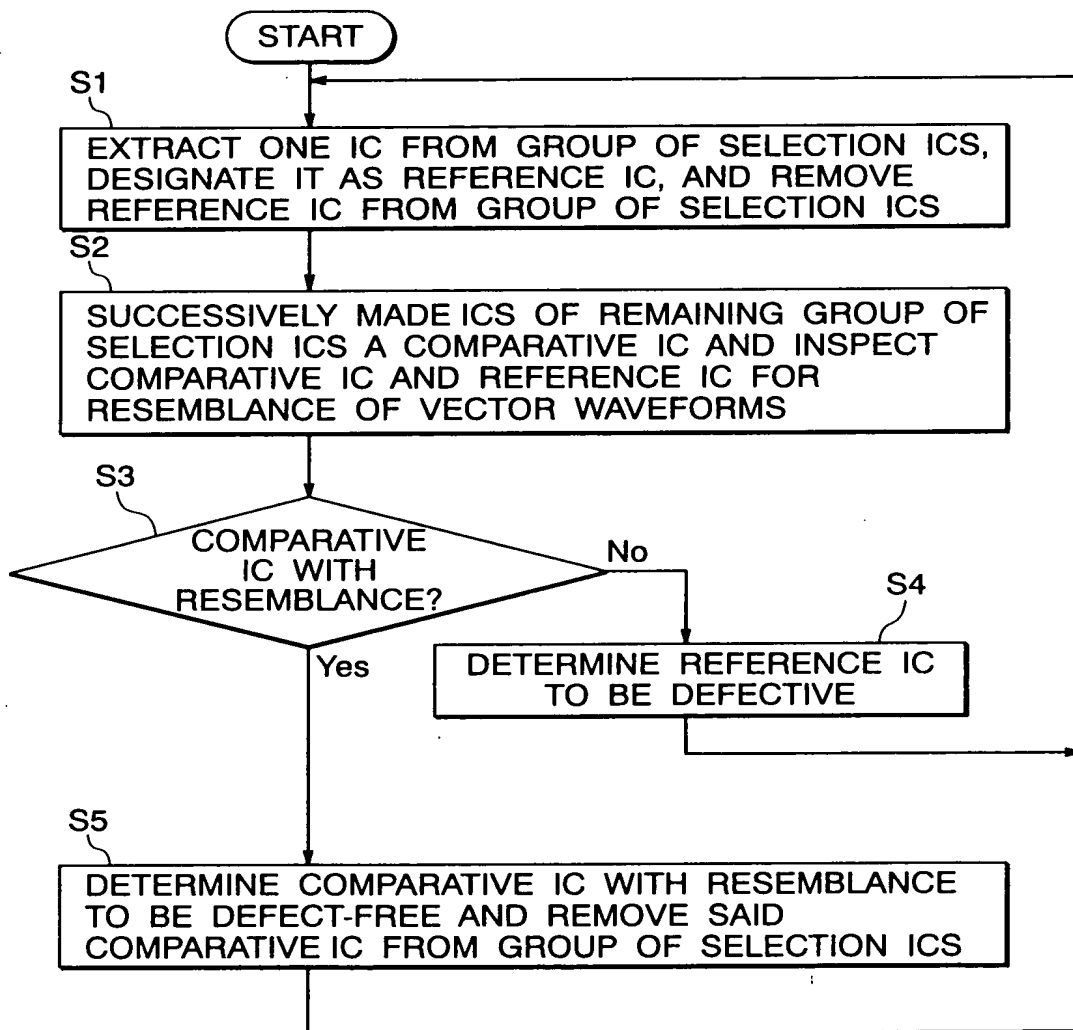 START
S1
EXTRACT ONE IC FROM GROUP OF SELECTION ICS,
DESIGNATE IT AS REFERENCE IC, AND REMOVE
REFERENCE IC FROM GROUP OF SELECTION ICS
S2
SUCCESSIVELY MADE ICS OF REMAINING GROUP OF
SELECTION ICS A COMPARATIVE IC AND INSPECT
COMPARATIVE IC AND REFERENCE IC FOR
RESEMBLANCE OF VECTOR WAVEFORMS
S3
COMPARATIVE
IC WITH
RESEMBLANCE?
No
Yes
S4
DETERMINE REFERENCE IC
TO BE DEFECTIVE
S5
DETERMINE COMPARATIVE IC WITH RESEMBLANCE
TO BE DEFECT-FREE AND REMOVE SAID
COMPARATIVE IC FROM GROUP OF SELECTION ICS